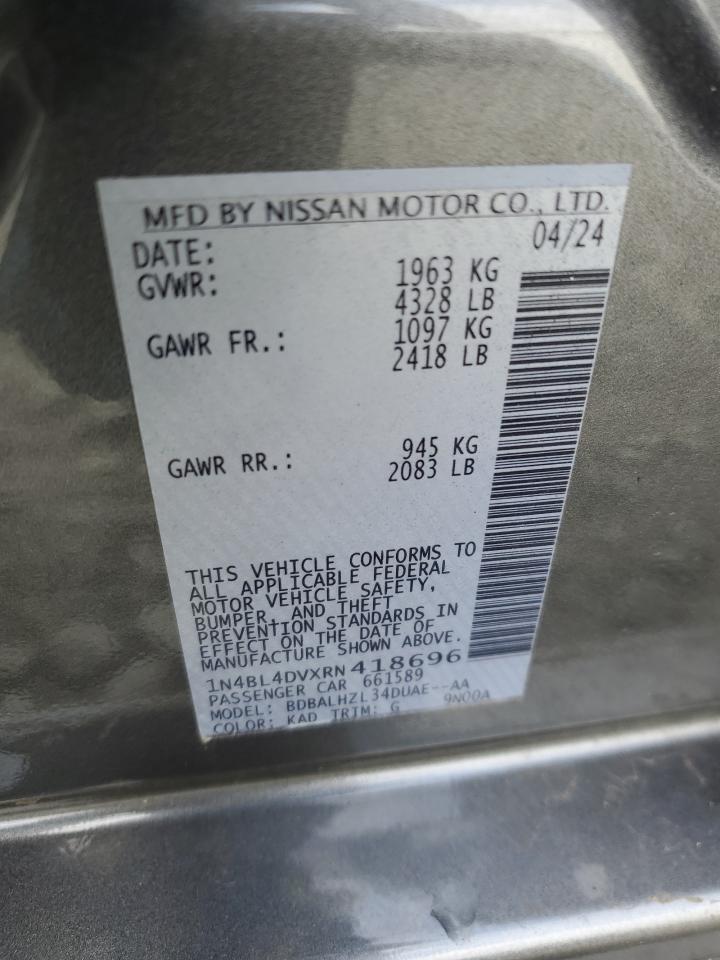 MFD BY NISSAN MOTOR CO., LTD.
DATE: 04/24
GVWR: 1963 KG
4328 LB
GAWR FR.: 1097 KG
2418 LB
GAWR RR.: 945 KG
2083 LB
THIS VEHICLE CONFORMS TO
ALL APPLICABLE FEDERAL
MOTOR VEHICLE SAFETY,
BUMPER, AND THEFT
PREVENTION STANDARDS IN
EFFECT ON THE DATE OF
MANUFACTURE SHOWN ABOVE.
1N4BL4DVXRN418696
PASSENGER CAR 661589
MODEL: BDBALHZL34DUAE--AA
COLOR: KAD TRIM: G 9N00A